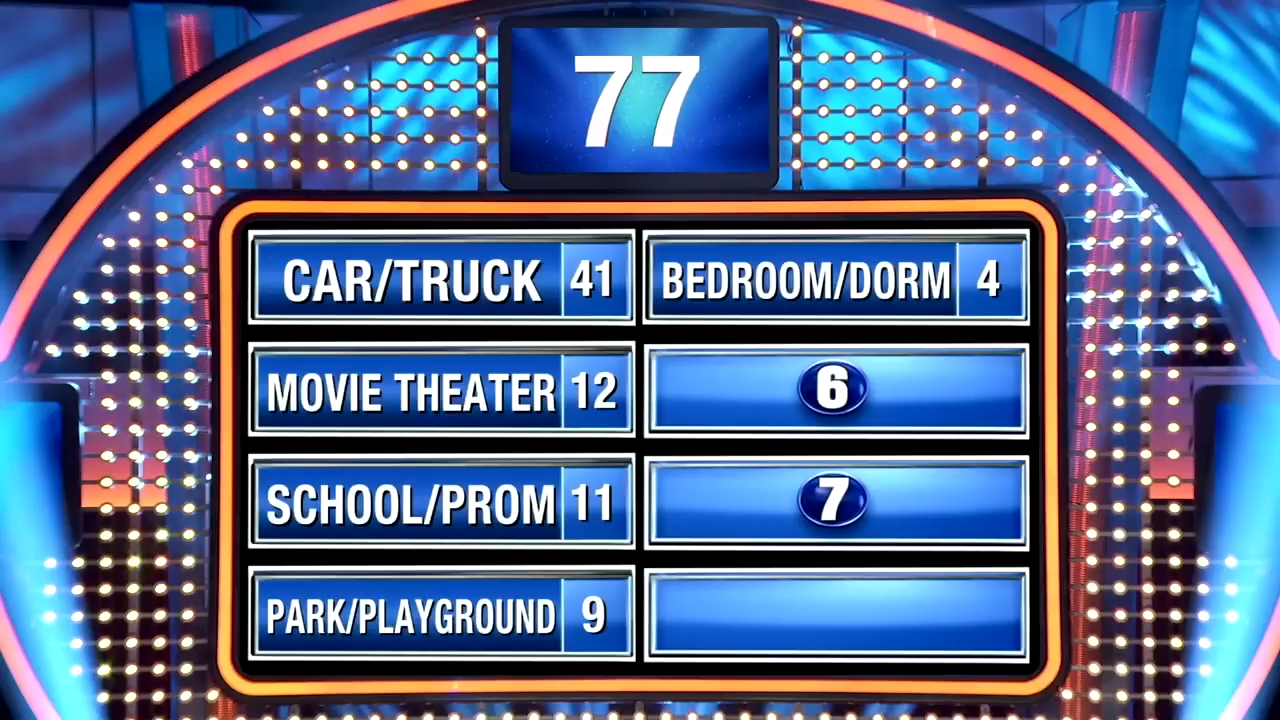 77
CAR/TRUCK 41
MOVIE THEATER 12
SCHOOL/PROM 11
PARK/PLAYGROUND 9
BEDROOM/DORM 4
6
7